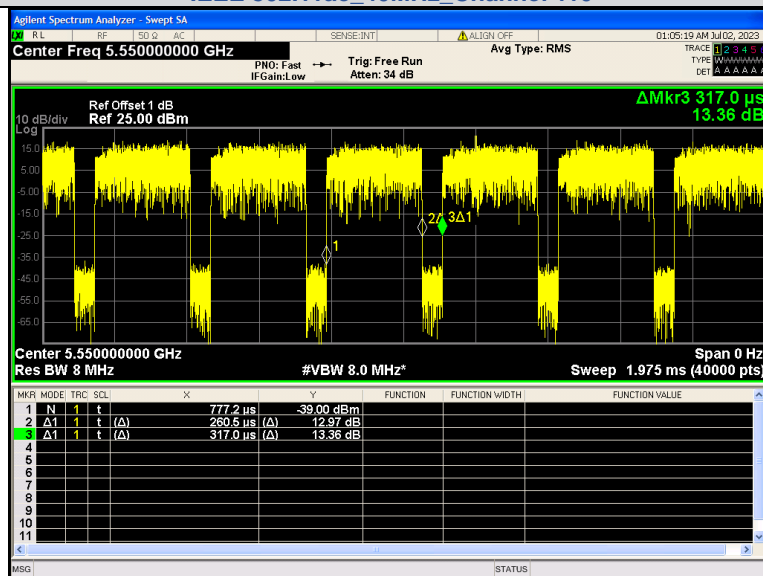 Agilent Spectrum Analyzer - Swept SA
LXI RL RF 50 Ω AC SENSE:INT ALIGN OFF 01:05:19 AM Jul 02, 2023
Center Freq 5.550000000 GHz Avg Type: RMS TRACE 1 2 3 4 5
PNO: Fast Trig: Free Run TYPE
IFGain:Low Atten: 34 dB DET A A A A A
ΔMkr3 317.0 µs
13.36 dB
Ref Offset 1 dB
10 dB/div Ref 25.00 dBm
Log
15.0
5.00
-5.00
-15.0
2Δ 3Δ1
-25.0
1
-35.0
-45.0
-55.0
-65.0
Center 5.550000000 GHz Span 0 Hz
Res BW 8 MHz #VBW 8.0 MHz* Sweep 1.975 ms (40000 pts)
MKR MODE TRC SCL X Y FUNCTION FUNCTION WIDTH FUNCTION VALUE
1 N 1 t 777.2 µs -39.00 dBm
2 Δ1 1 t (Δ) 260.5 µs (Δ) 12.97 dB
3 Δ1 1 t (Δ) 317.0 µs (Δ) 13.36 dB
4
5
6
7
8
9
10
11
MSG STATUS